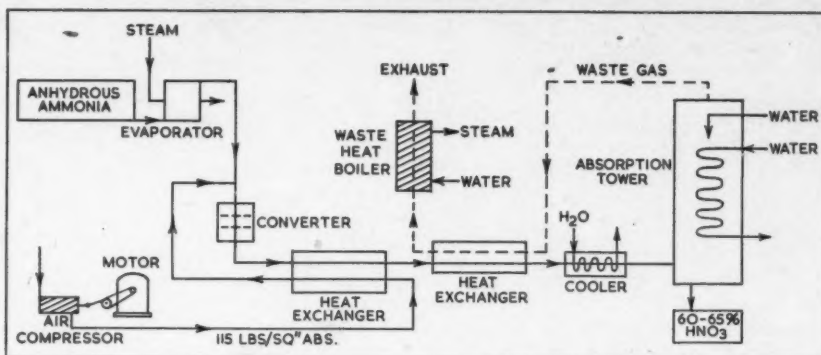 STEAM
ANHYDROUS
AMMONIA
EVAPORATOR
EXHAUST
WASTE GAS
WASTE
HEAT
BOILER
STEAM
WATER
WATER
WATER
ABSORPTION
TOWER
CONVERTER
H₂O
MOTOR
AIR
COMPRESSOR
HEAT
EXCHANGER
HEAT
EXCHANGER
COOLER
115 LBS/SQ" ABS.
60-65%
HNO₃